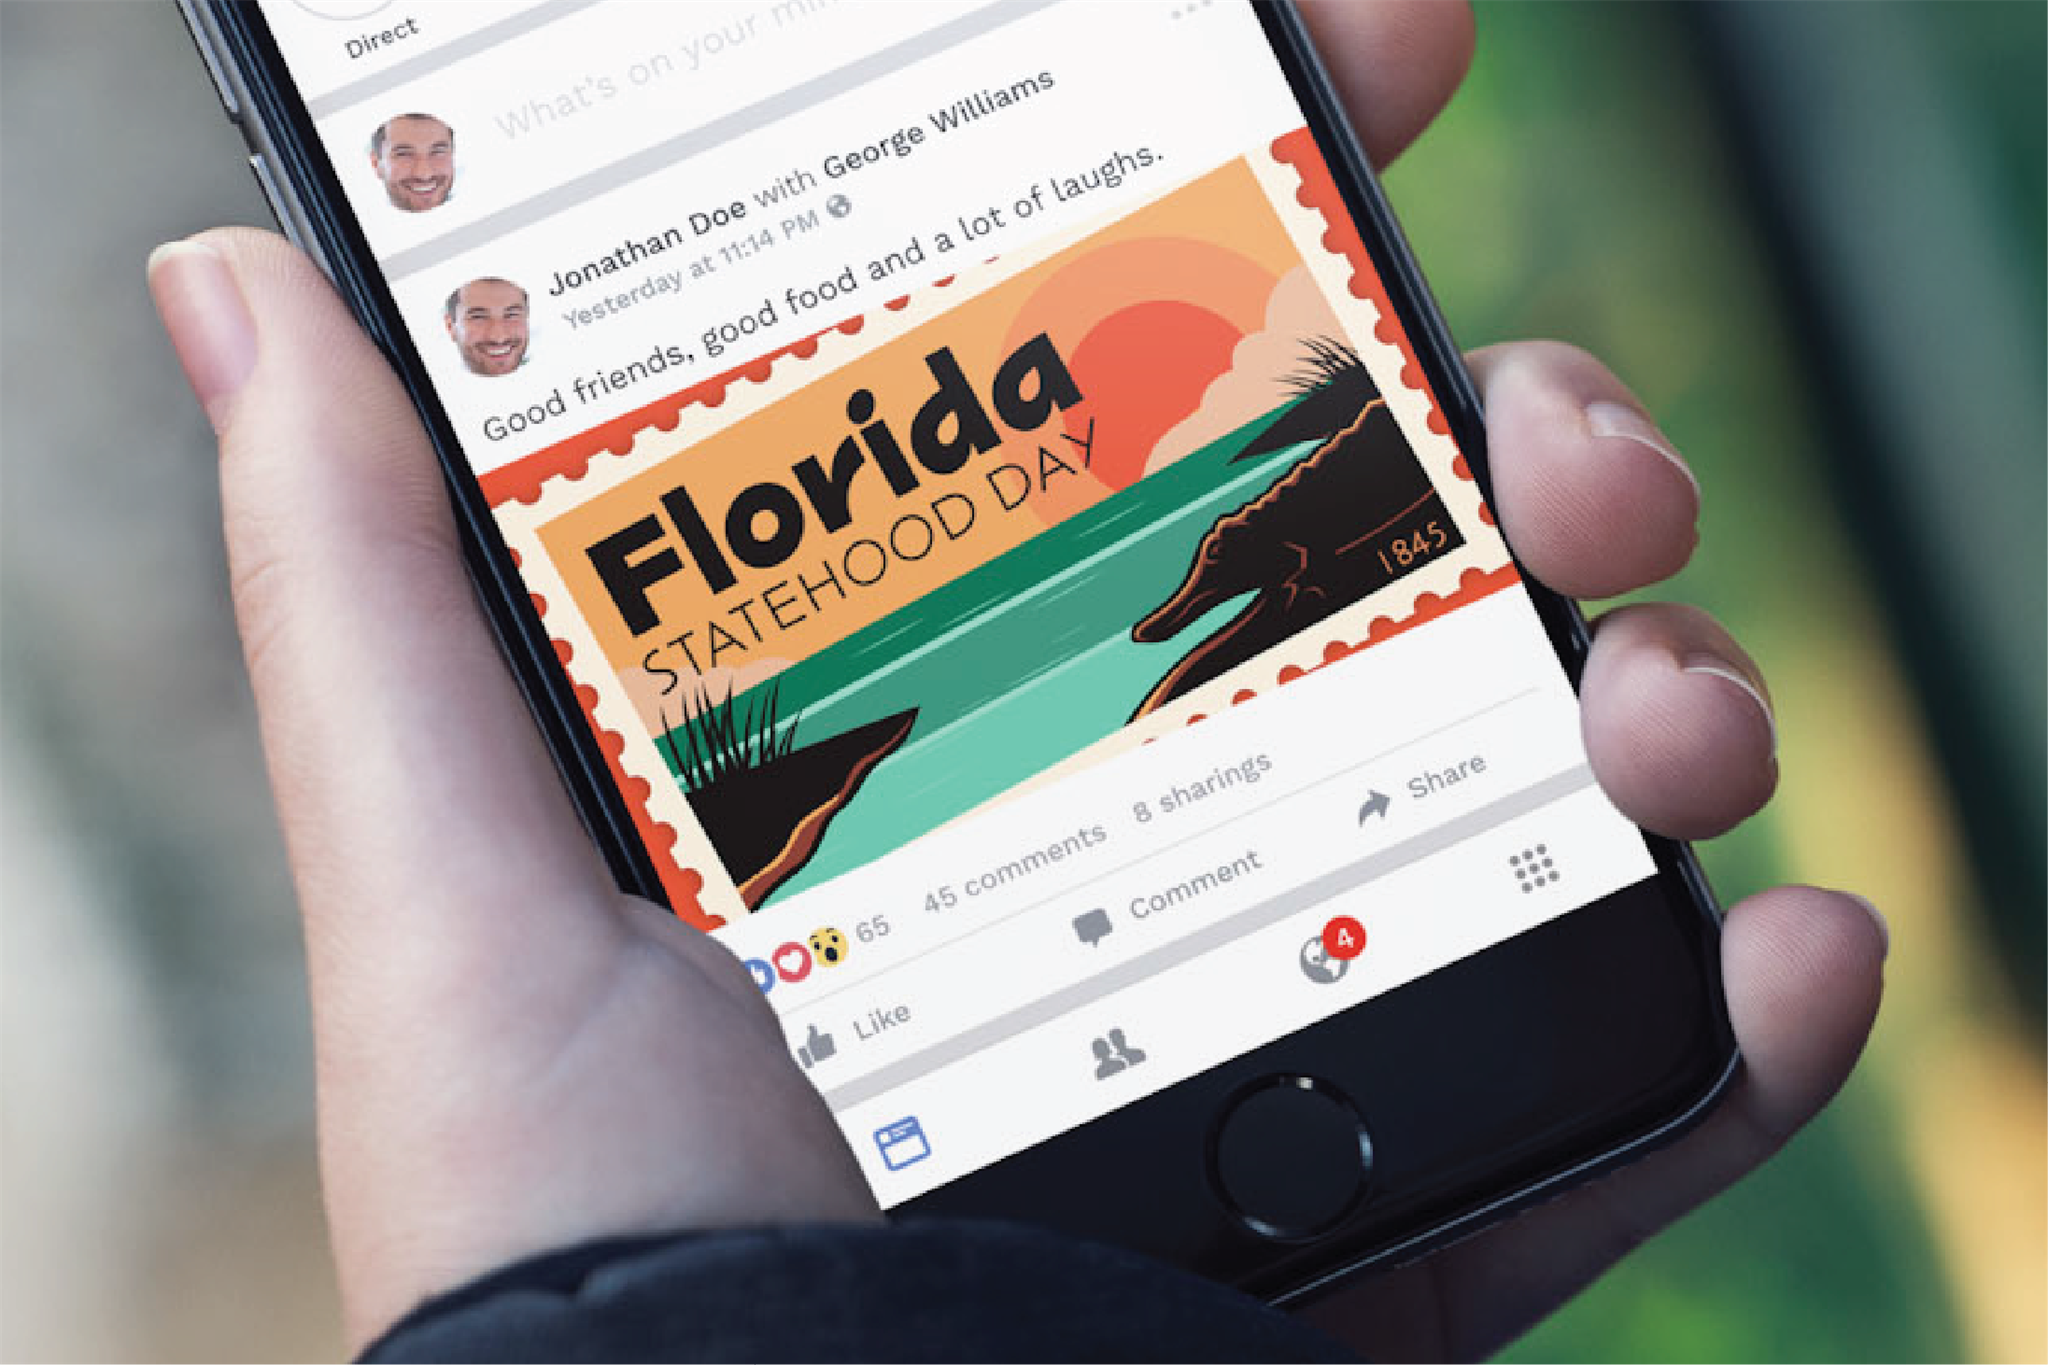 Direct
What's on your min
Jonathan Doe with George Williams
Yesterday at 11:14 PM
Good friends, good food and a lot of laughs.
Florida
STATEHOOD DAY
1845
65 45 comments 8 sharings
Like Comment Share
4